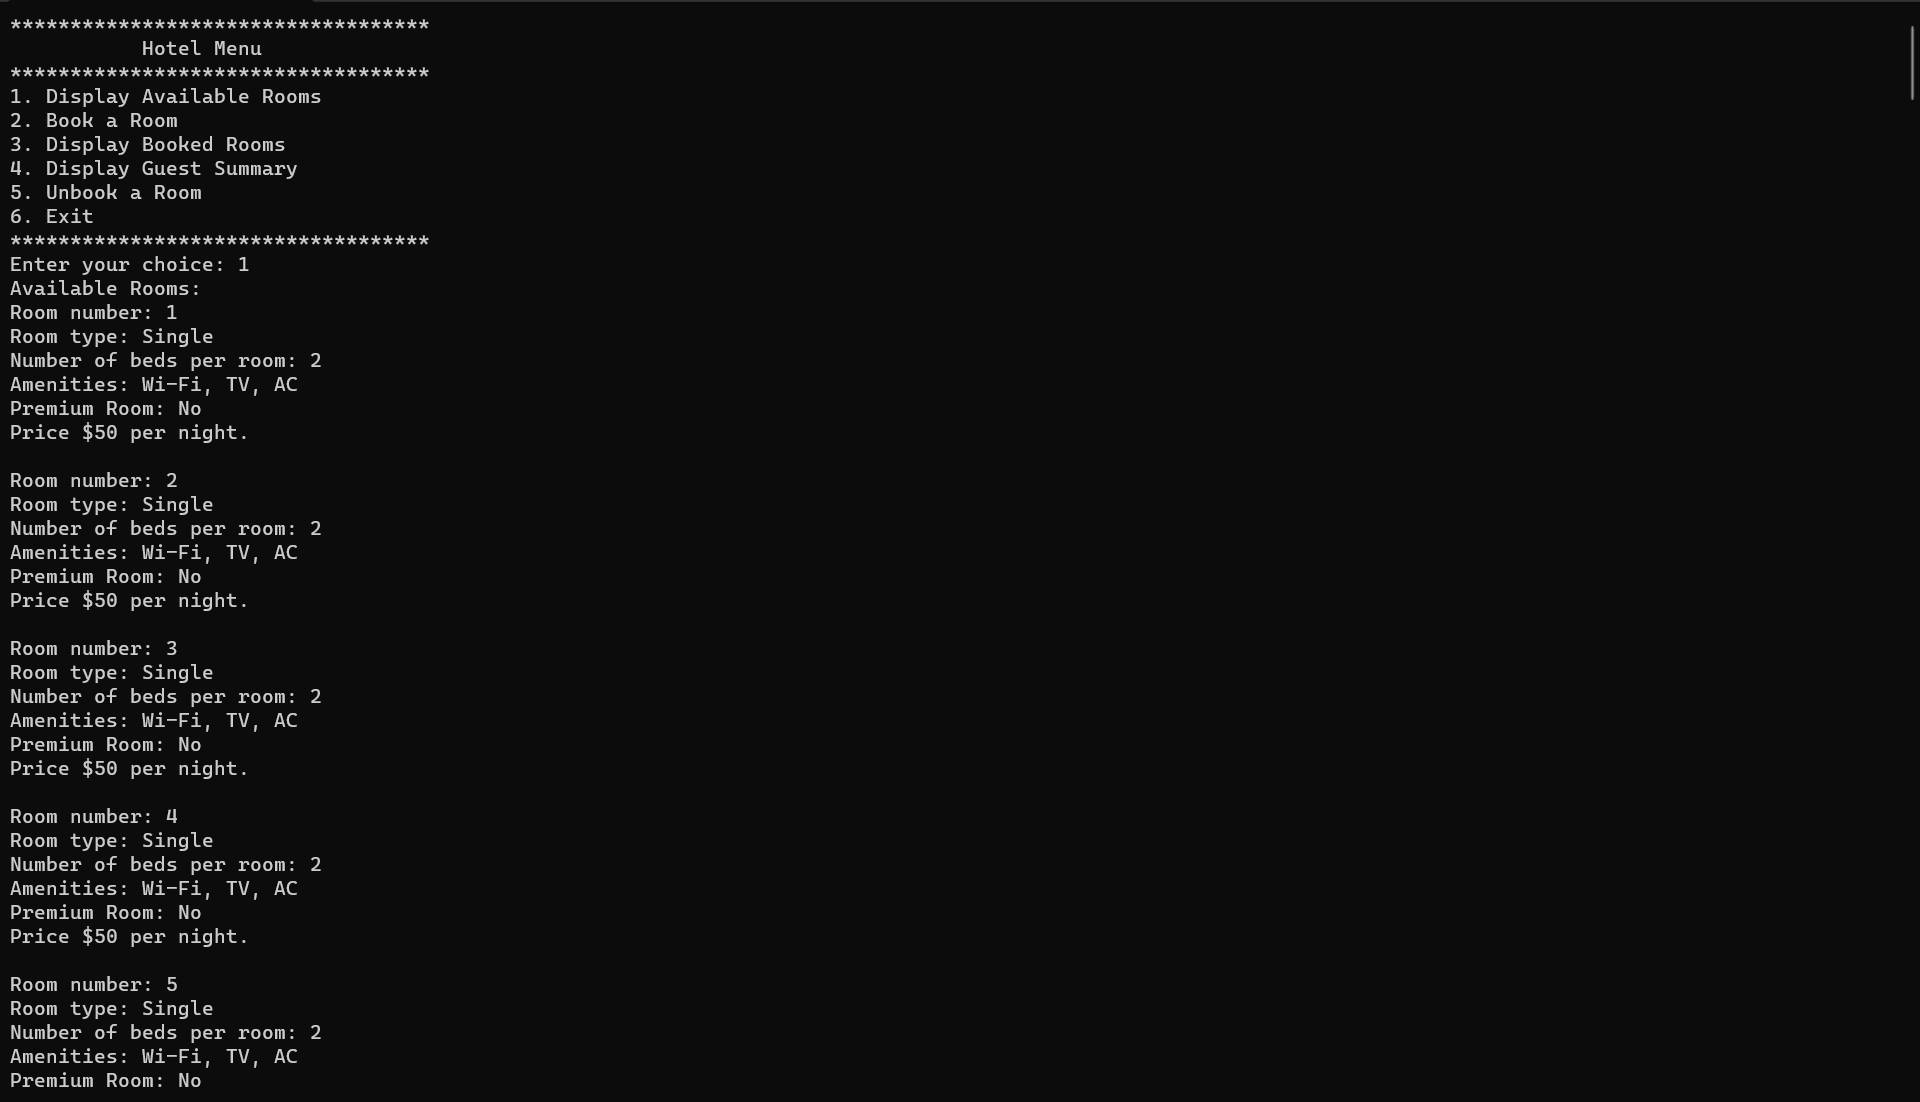 ***********************************
           Hotel Menu
***********************************
1. Display Available Rooms
2. Book a Room
3. Display Booked Rooms
4. Display Guest Summary
5. Unbook a Room
6. Exit
***********************************
Enter your choice: 1
Available Rooms:
Room number: 1
Room type: Single
Number of beds per room: 2
Amenities: Wi-Fi, TV, AC
Premium Room: No
Price $50 per night.

Room number: 2
Room type: Single
Number of beds per room: 2
Amenities: Wi-Fi, TV, AC
Premium Room: No
Price $50 per night.

Room number: 3
Room type: Single
Number of beds per room: 2
Amenities: Wi-Fi, TV, AC
Premium Room: No
Price $50 per night.

Room number: 4
Room type: Single
Number of beds per room: 2
Amenities: Wi-Fi, TV, AC
Premium Room: No
Price $50 per night.

Room number: 5
Room type: Single
Number of beds per room: 2
Amenities: Wi-Fi, TV, AC
Premium Room: No